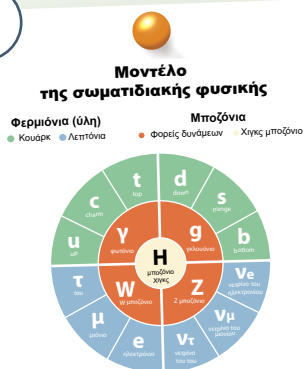 Μοντέλο
της σωματιδιακής φυσικής
Φερμιόνια (ύλη)
Μποζόνια
Κουάρκ
Λεπτόνια
Φορείς δυνάμεων
Χιγκς μποζόνιο
t
top
d
down
c
charm
s
γ
φωτόνιο
g
γκλουόνιο
u
up
b
bottom
H
μποζόνιο
Χιγκς
τ
ταυ
W
W μποζόνιο
Z
Z μποζόνιο
νe
νετρίνο του
ηλεκτρονίου
μ
μιόνιο
νμ
νετρίνο του
μιονίου
e
ηλεκτρόνιο
ντ
νετρίνο
του ταυ